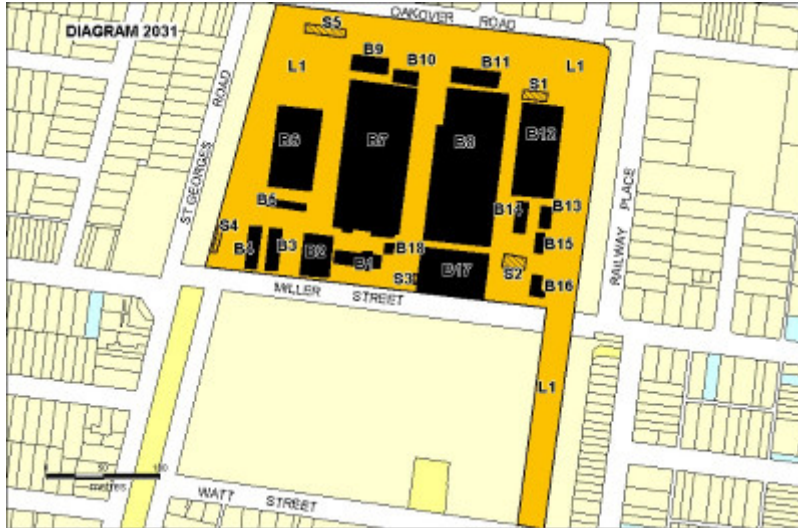 DIAGRAM 2031
OAKOVER ROAD
S5
L1
B9
B10
B11
L1
S1
ST GEORGES ROAD
B6
B7
B8
B12
RAILWAY PLACE
B5
B14
B13
S4
B4
B3
B2
B1
B18
B15
S3
B17
S2
B16
MILLER STREET
L1
0 50 100
metres
WATT STREET